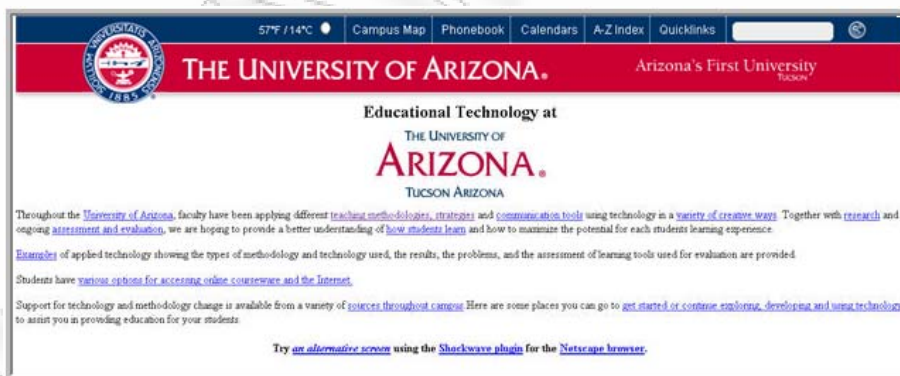 57°F / 14°C Campus Map Phonebook Calendars A-Z Index Quicklinks
THE UNIVERSITY OF ARIZONA. Arizona's First University
TUCSON
1885
Educational Technology at
THE UNIVERSITY OF
ARIZONA.
TUCSON ARIZONA
Throughout the University of Arizona, faculty have been applying different teaching methodologies, strategies and communication tools using technology in a variety of creative ways. Together with research and
ongoing assessment and evaluation, we are hoping to provide a better understanding of how students learn and how to maximize the potential for each students learning experience.
Examples of applied technology showing the types of methodology and technology used, the results, the problems, and the assessment of learning tools used for evaluation are provided.
Students have various options for accessing online courseware and the Internet.
Support for technology and methodology change is available from a variety of sources throughout campus. Here are some places you can go to get started or continue exploring, developing and using technology
to assist you in providing education for your students.
Try an alternative screen using the Shockwave plugin for the Netscape browser.